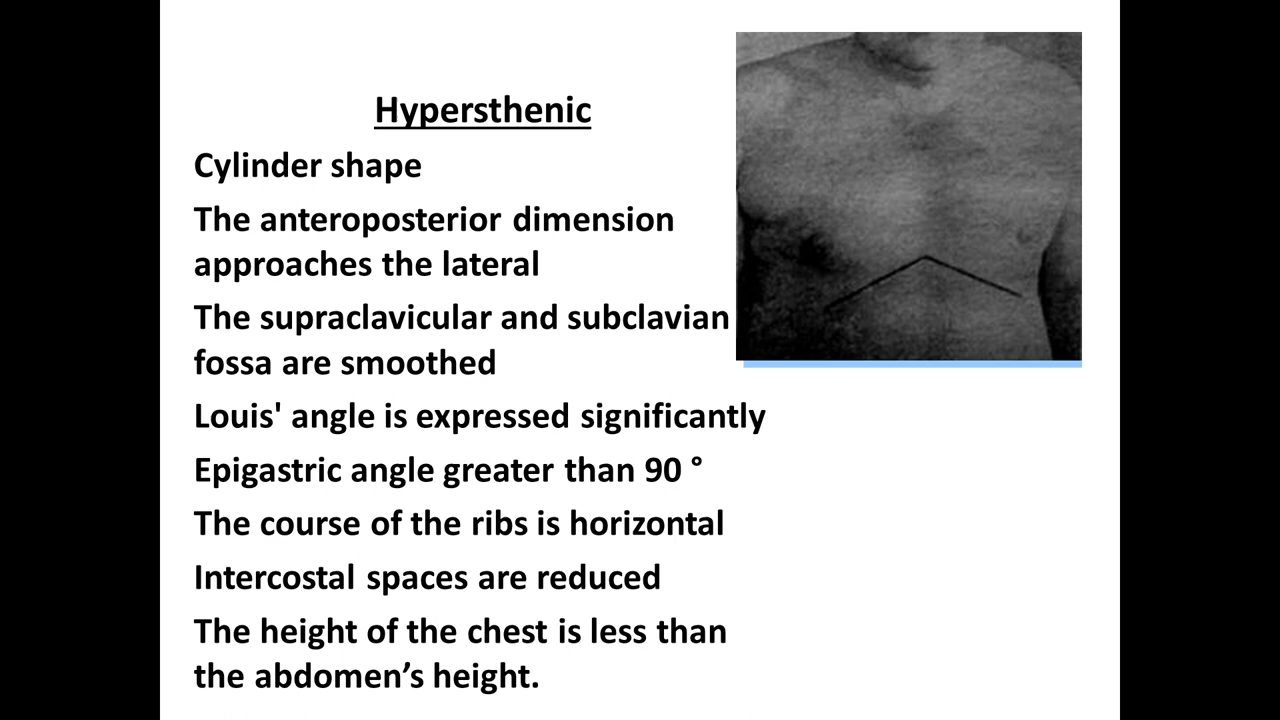 Hypersthenic
Cylinder shape
The anteroposterior dimension
approaches the lateral
The supraclavicular and subclavian
fossa are smoothed
Louis' angle is expressed significantly
Epigastric angle greater than 90 °
The course of the ribs is horizontal
Intercostal spaces are reduced
The height of the chest is less than
the abdomen’s height.